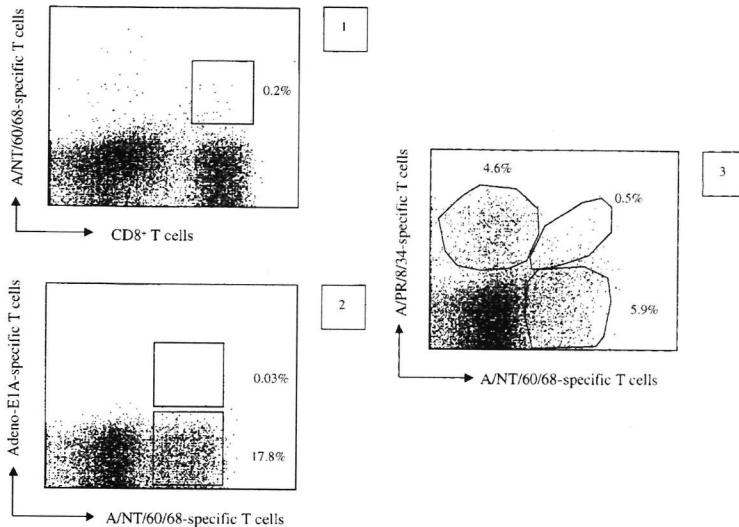 A/NT/60/68-specific T cells
1
0.2%
CD8+ T cells
Adeno-E1A-specific T cells
2
0.03%
17.8%
A/NT/60/68-specific T cells
A/PR/8/34-specific T cells
3
4.6%
0.5%
5.9%
A/NT/60/68-specific T cells